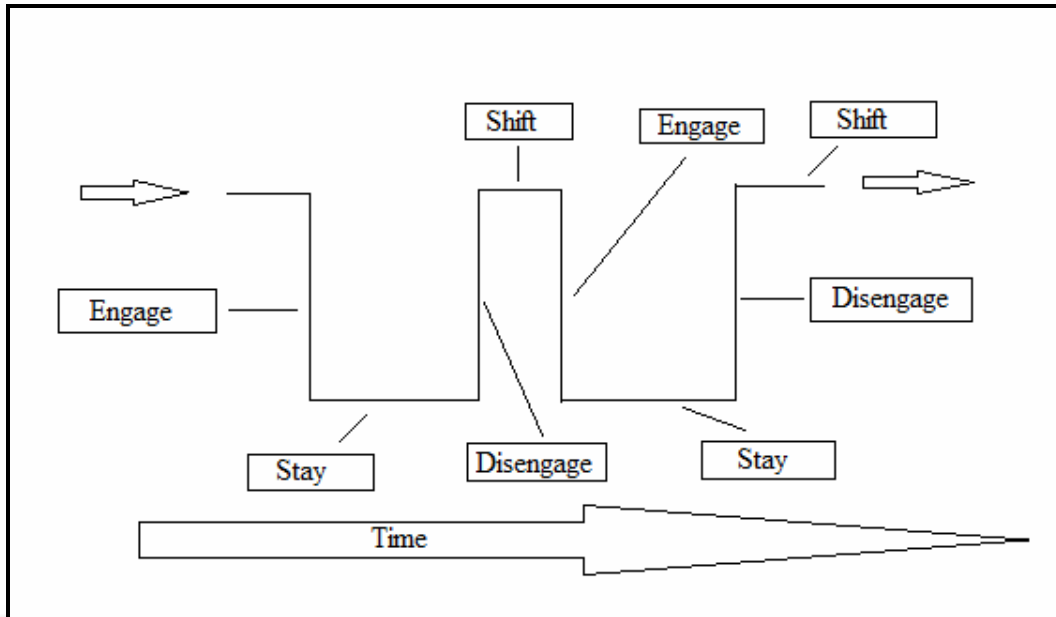 Shift
Engage
Shift
Engage
Disengage
Stay
Disengage
Stay
Time